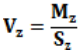 V_z = M_z / S_z